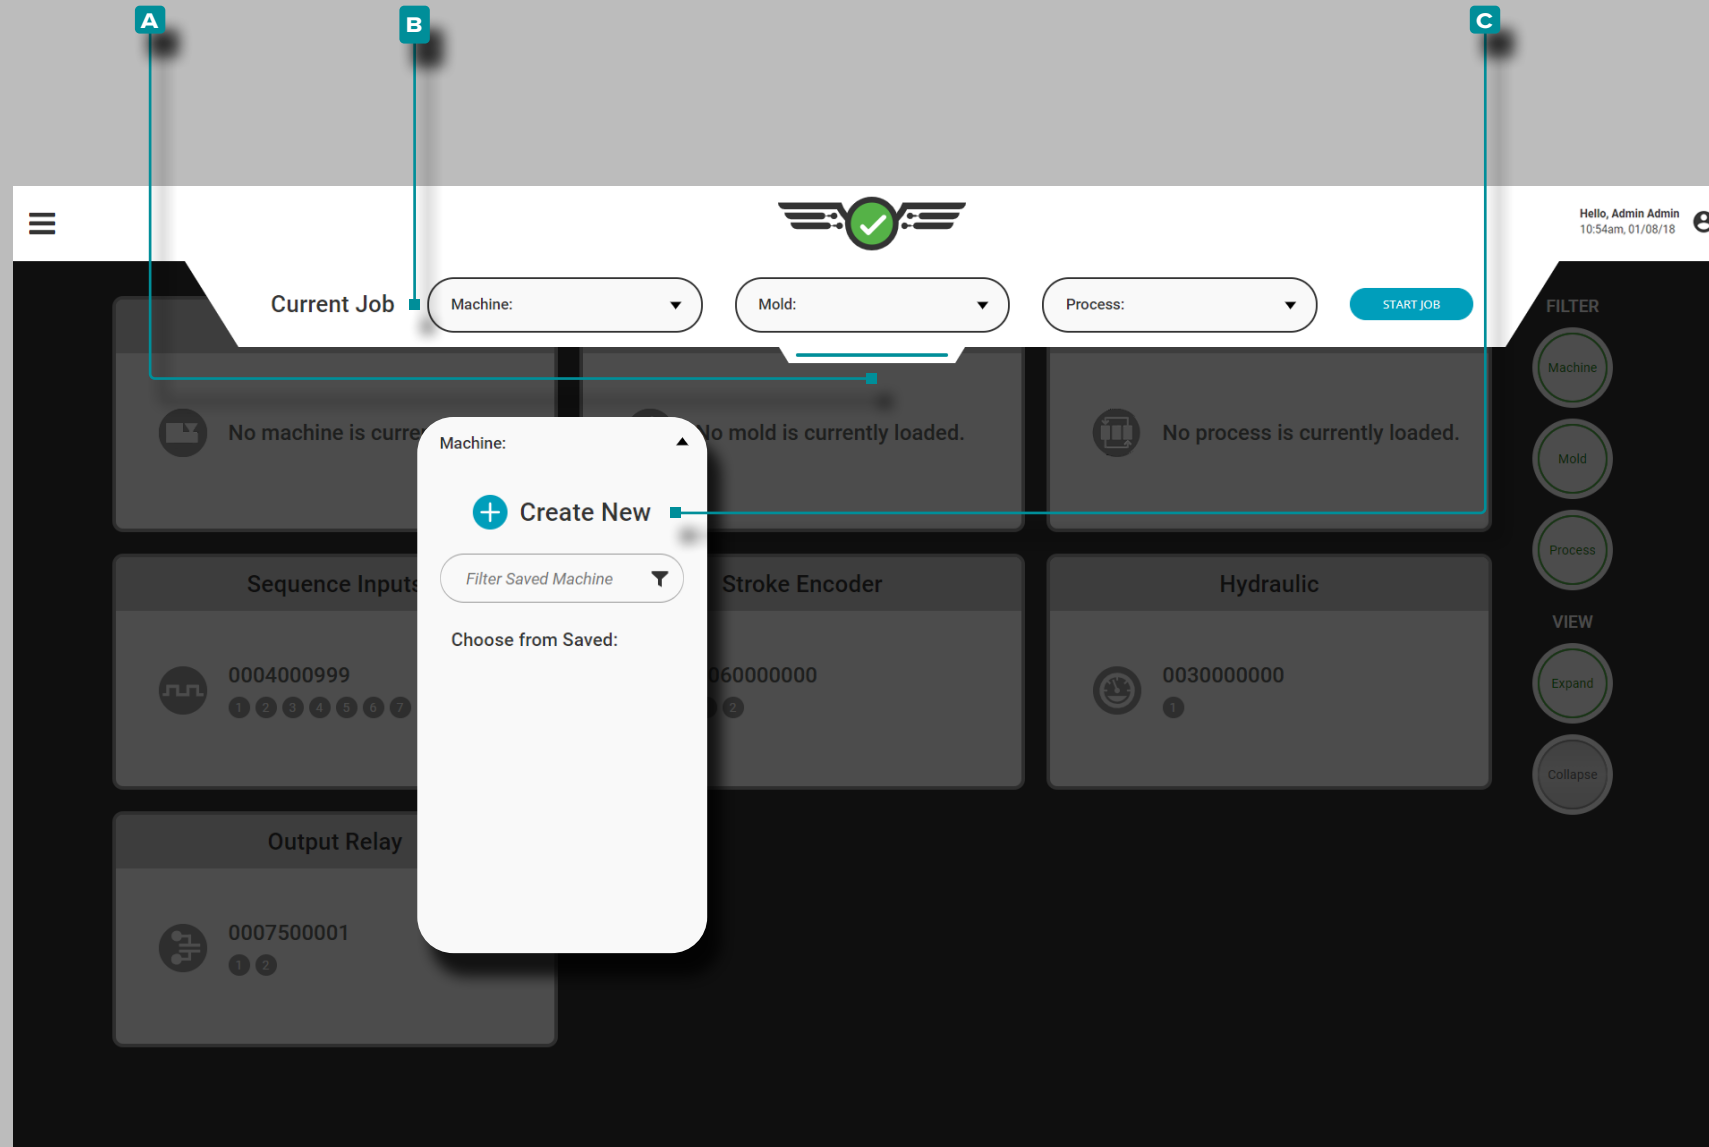 A
B
C
Hello, Admin Admin
10:54am, 01/08/18
Current Job
Machine:
Mold:
Process:
START JOB
FILTER
Machine
Mold
Process
VIEW
Expand
Collapse
No machine is curre
No mold is currently loaded.
No process is currently loaded.
Machine:
Create New
Filter Saved Machine
Choose from Saved:
Sequence Inputs
0004000999
1 2 3 4 5 6 7
Stroke Encoder
060000000
2
Hydraulic
0030000000
1
Output Relay
0007500001
1 2